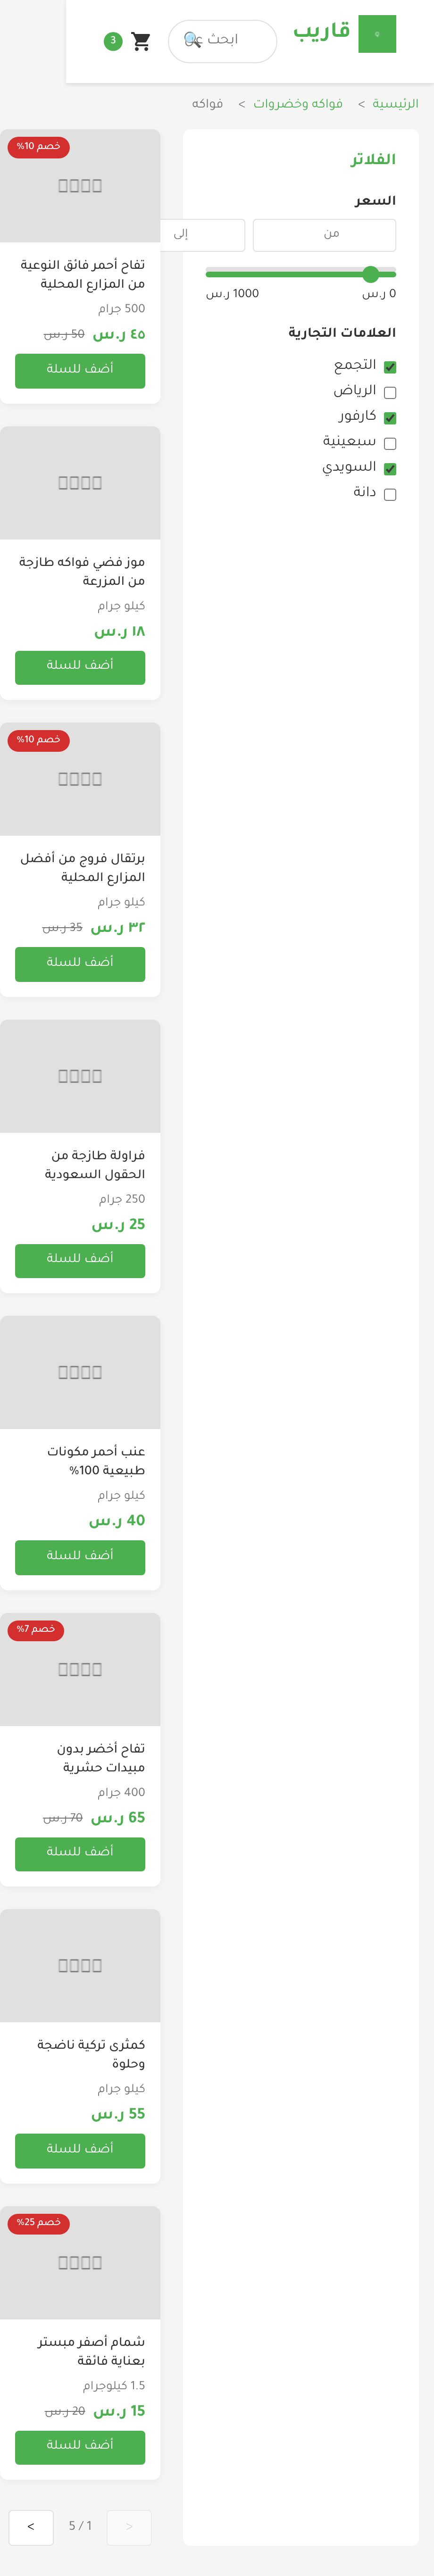 قاريب
ابحث عن
3
الرئيسية > فواكه وخضروات > فواكه
الفلاتر
السعر
من
إلى
0 ر.س
1000 ر.س
العلامات التجارية
التجمع
الرياض
كارفور
سبعينية
السويدي
دانة
خصم 10%
تفاح أحمر فائق النوعية
من المزارع المحلية
500 جرام
٤٥ ر.س 50 ر.س
أضف للسلة
موز فضي فواكه طازجة
من المزرعة
كيلو جرام
١٨ ر.س
أضف للسلة
خصم 10%
برتقال فروج من أفضل
المزارع المحلية
كيلو جرام
٣٢ ر.س 35 ر.س
أضف للسلة
فراولة طازجة من
الحقول السعودية
250 جرام
25 ر.س
أضف للسلة
عنب أحمر مكونات
طبيعية 100%
كيلو جرام
40 ر.س
أضف للسلة
خصم 7%
تفاح أخضر بدون
مبيدات حشرية
400 جرام
65 ر.س 70 ر.س
أضف للسلة
كمثرى تركية ناضجة
وحلوة
كيلو جرام
55 ر.س
أضف للسلة
خصم 25%
شمام أصفر مبستر
بعناية فائقة
1.5 كيلوجرام
15 ر.س 20 ر.س
أضف للسلة
< 5 / 1 >